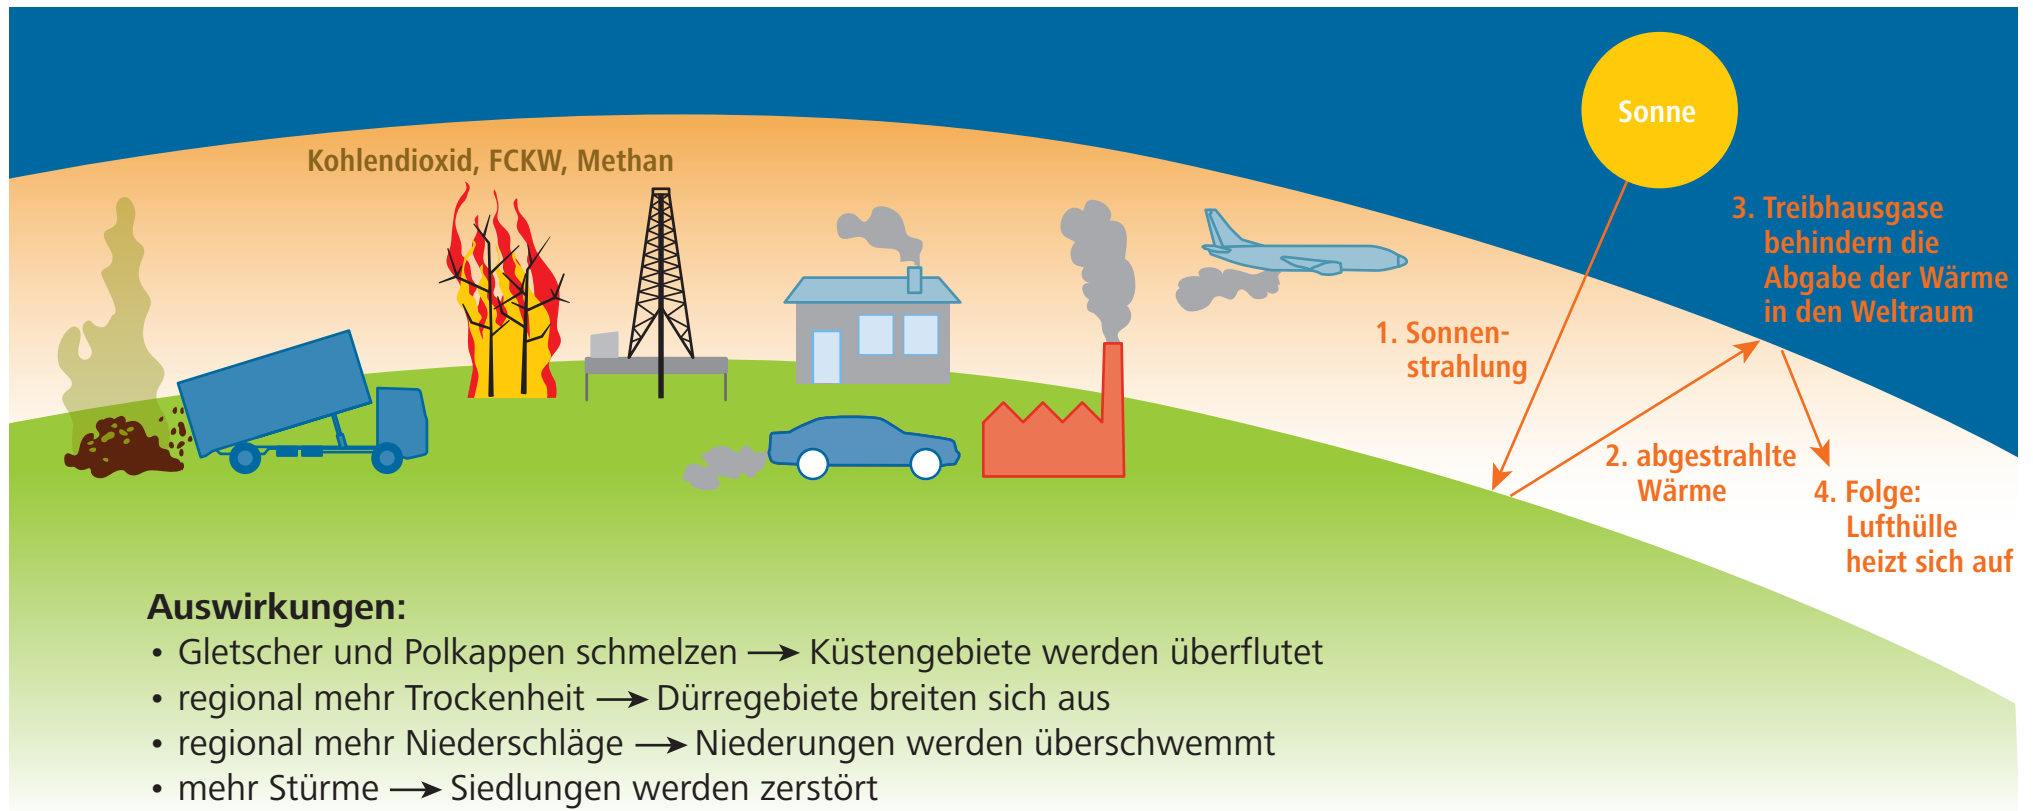 Sonne
Kohlendioxid, FCKW, Methan
1. Sonnen-
strahlung
2. abgestrahlte
Wärme
3. Treibhausgase
behindern die
Abgabe der Wärme
in den Weltraum
4. Folge:
Lufthülle
heizt sich auf
Auswirkungen:
• Gletscher und Polkappen schmelzen → Küstengebiete werden überflutet
• regional mehr Trockenheit → Dürregebiete breiten sich aus
• regional mehr Niederschläge → Niederungen werden überschwemmt
• mehr Stürme → Siedlungen werden zerstört